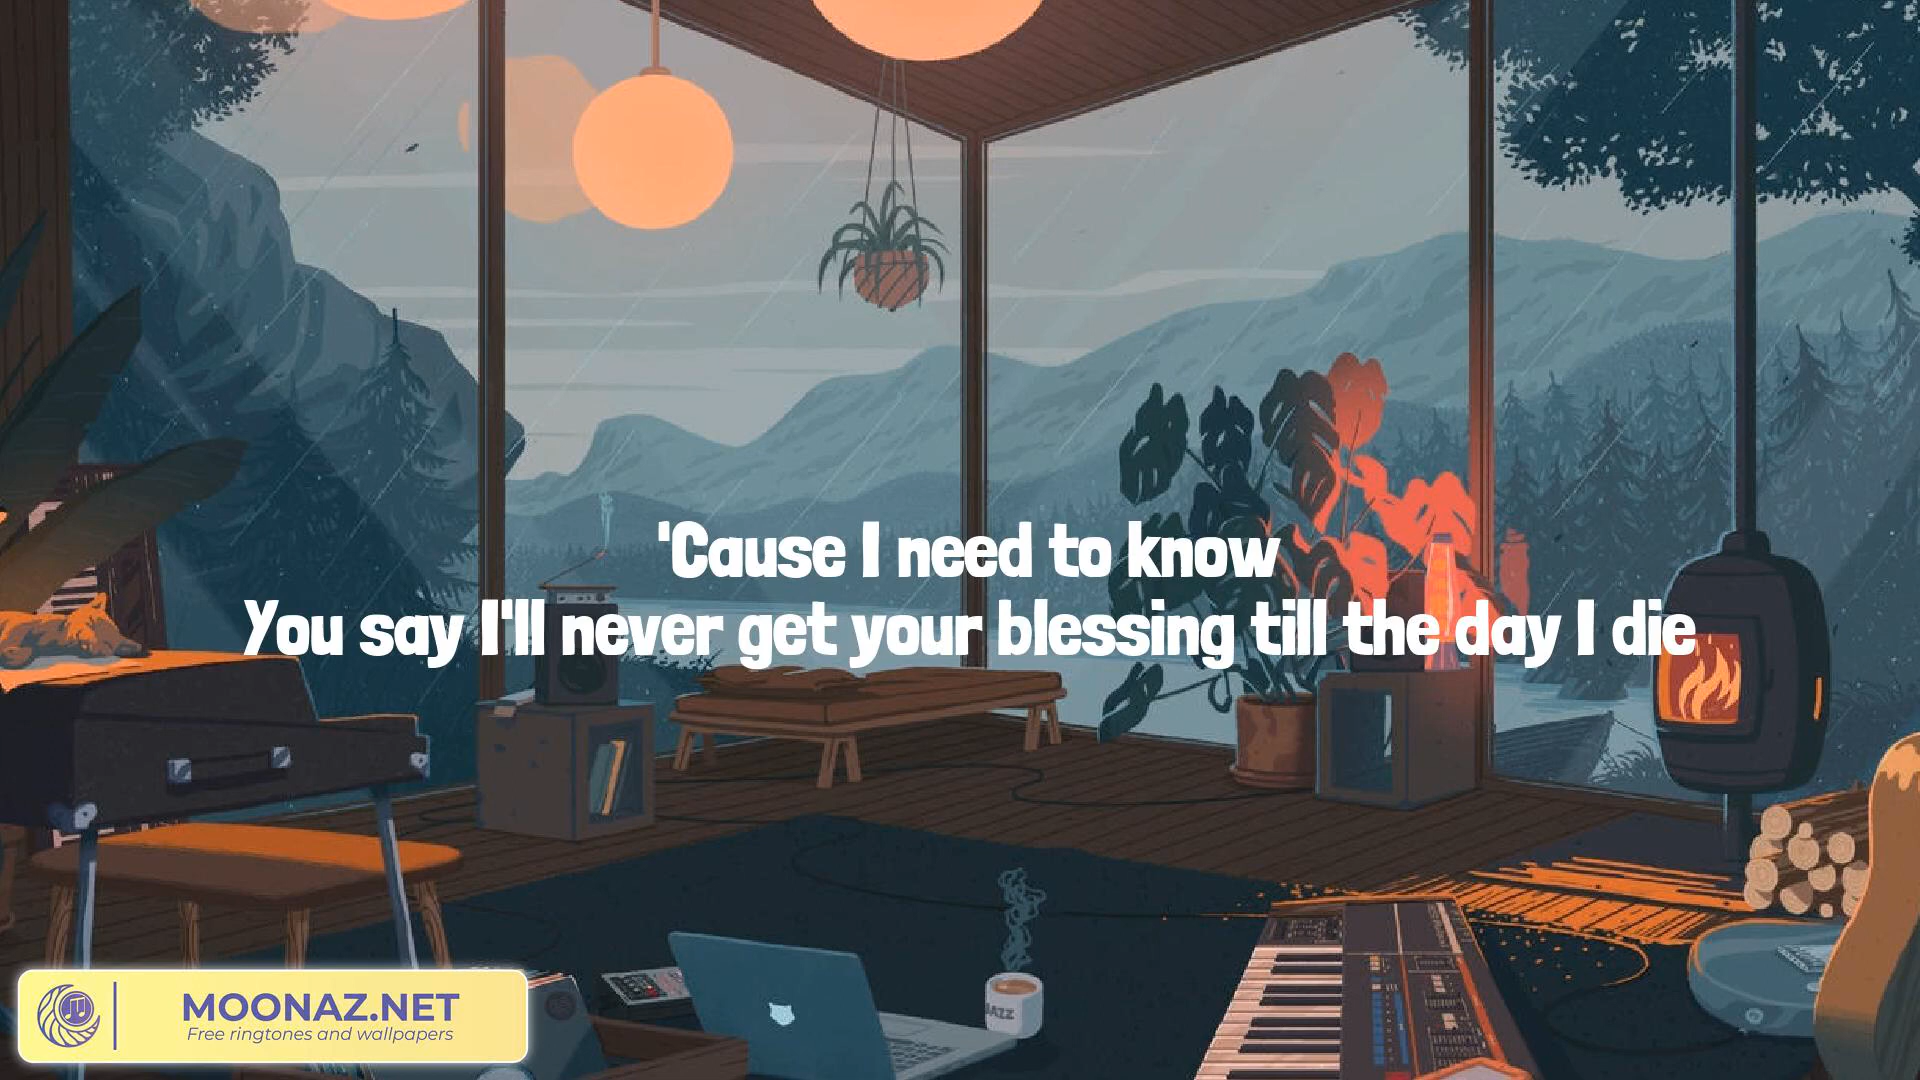 'Cause I need to know
You say I'll never get your blessing till the day I die
JAZZ
MOONAZ.NET
Free ringtones and wallpapers